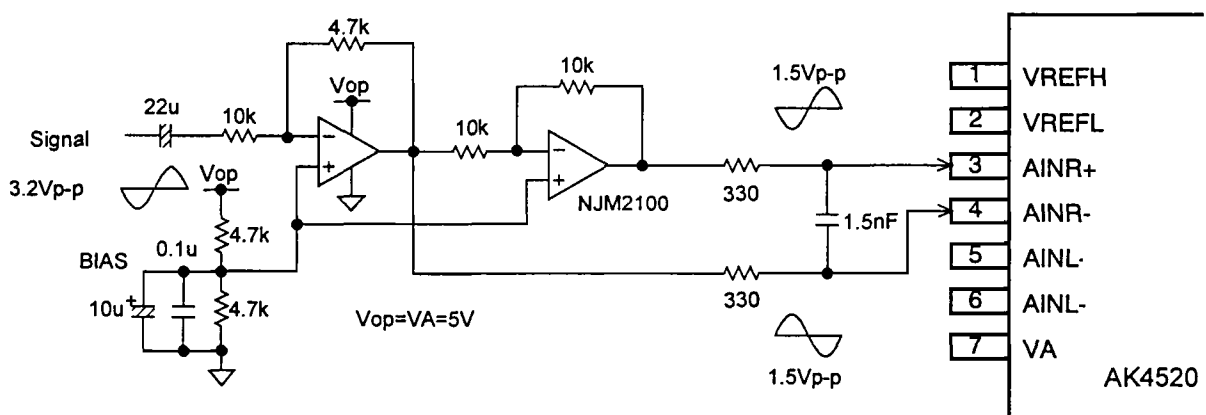 4.7k
Vop
10k
1.5Vp-p
1 VREFH
22u
10k
10k
2 VREFL
Signal
3 AINR+
3.2Vp-p
Vop
330
NJM2100
4 AINR-
1.5nF
4.7k
0.1u
BIAS
5 AINL-
10u+
4.7k
330
6 AINL-
Vop=VA=5V
7 VA
1.5Vp-p
AK4520